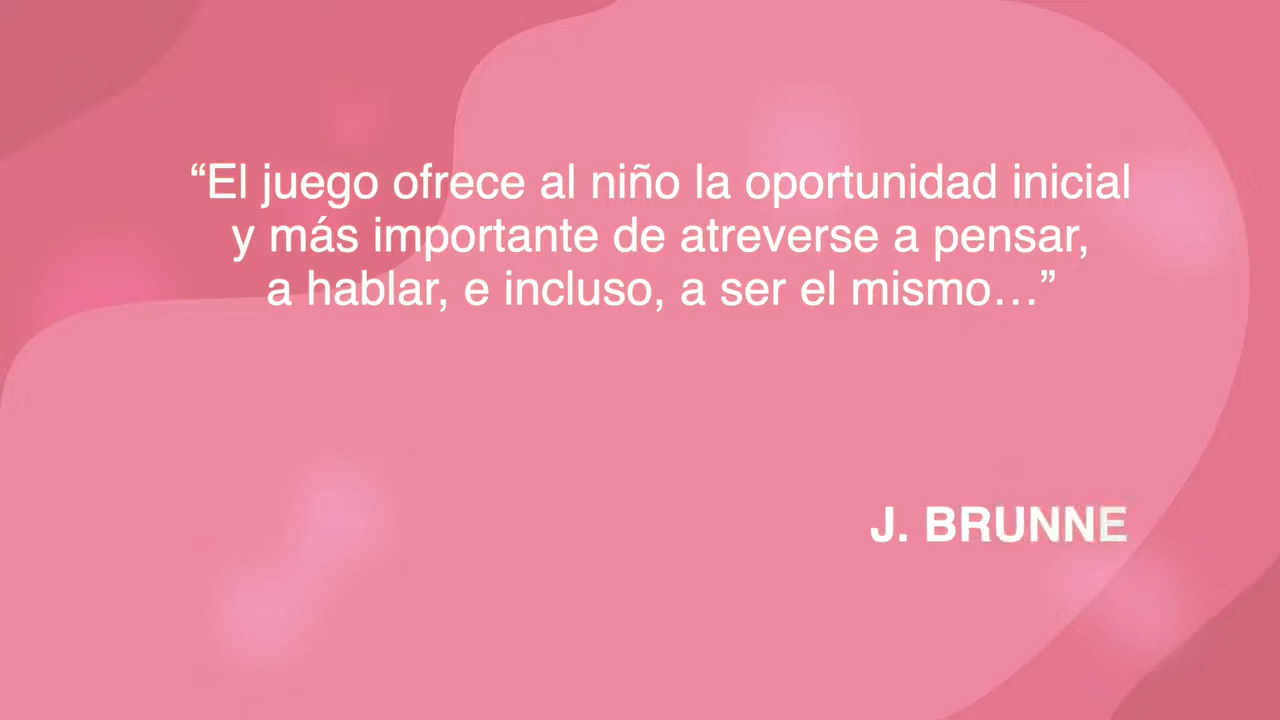 “El juego ofrece al niño la oportunidad inicial
y más importante de atreverse a pensar,
a hablar, e incluso, a ser el mismo…”
J. BRUNNE